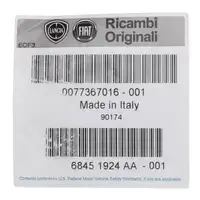 LANCIA
FIAT
Ricambi
Originali
ECF3
0077367016 - 001
Made in Italy
90174
6845 1924 AA - 001